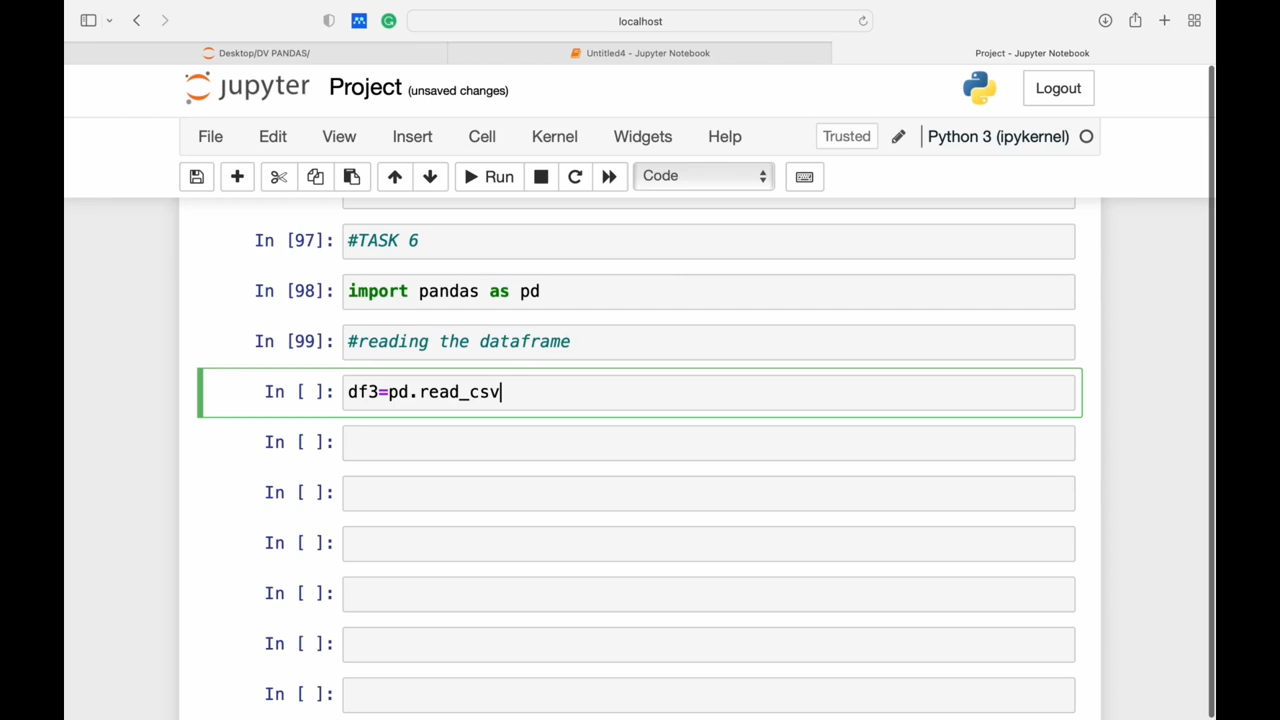 localhost
Desktop/DV PANDAS/
Untitled4 - Jupyter Notebook
Project - Jupyter Notebook
jupyter Project (unsaved changes)
Logout
File Edit View Insert Cell Kernel Widgets Help Trusted Python 3 (ipykernel)
Run Code
In [97]: #TASK 6
In [98]: import pandas as pd
In [99]: #reading the dataframe
In [ ]: df3=pd.read_csv
In [ ]:
In [ ]:
In [ ]:
In [ ]:
In [ ]:
In [ ]: